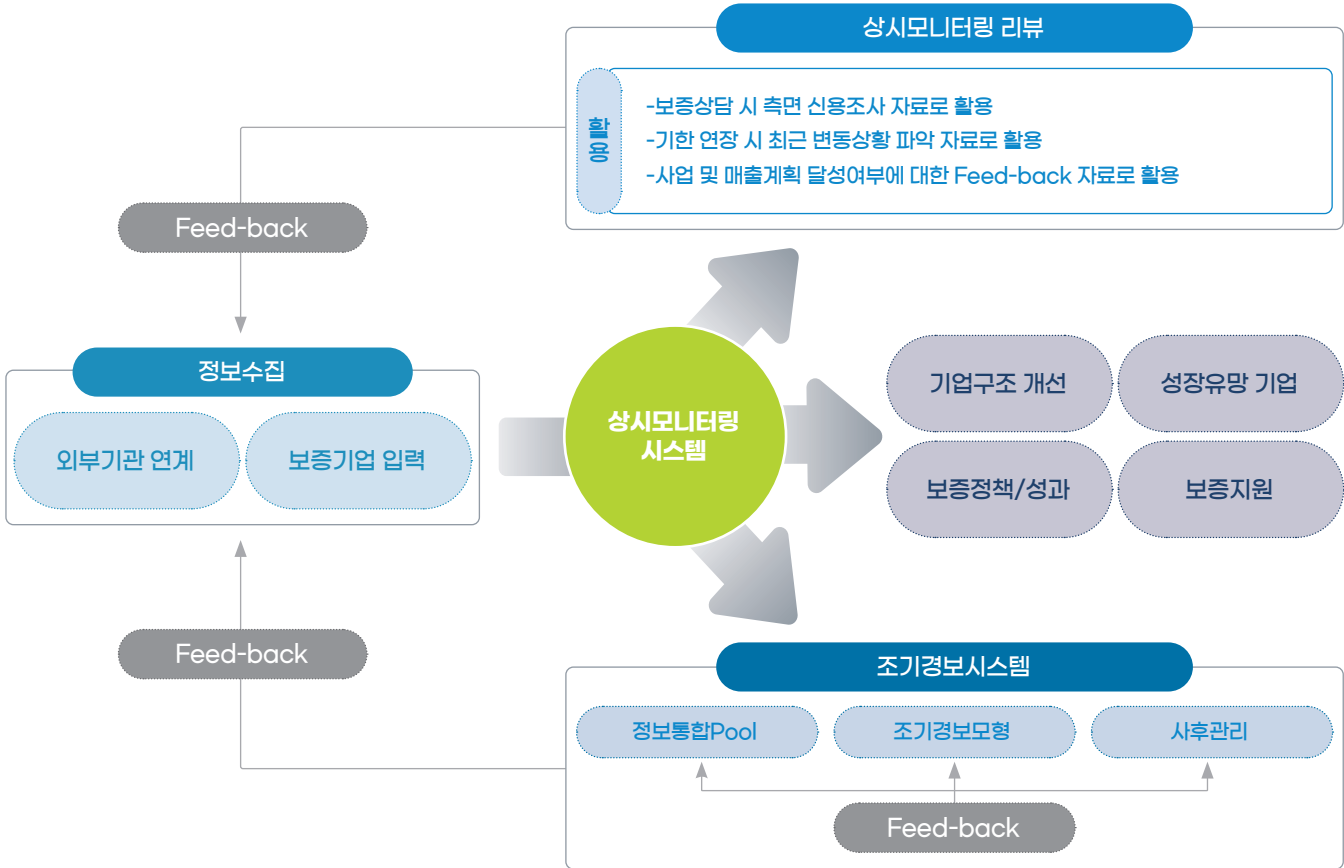 상시모니터링 리뷰
활용
-보증상담 시 측면 신용조사 자료로 활용
-기한 연장 시 최근 변동상황 파악 자료로 활용
-사업 및 매출계획 달성여부에 대한 Feed-back 자료로 활용
Feed-back
정보수집
외부기관 연계
보증기업 입력
상시모니터링
시스템
기업구조 개선
성장유망 기업
보증정책/성과
보증지원
Feed-back
조기경보시스템
정보통합Pool
조기경보모형
사후관리
Feed-back